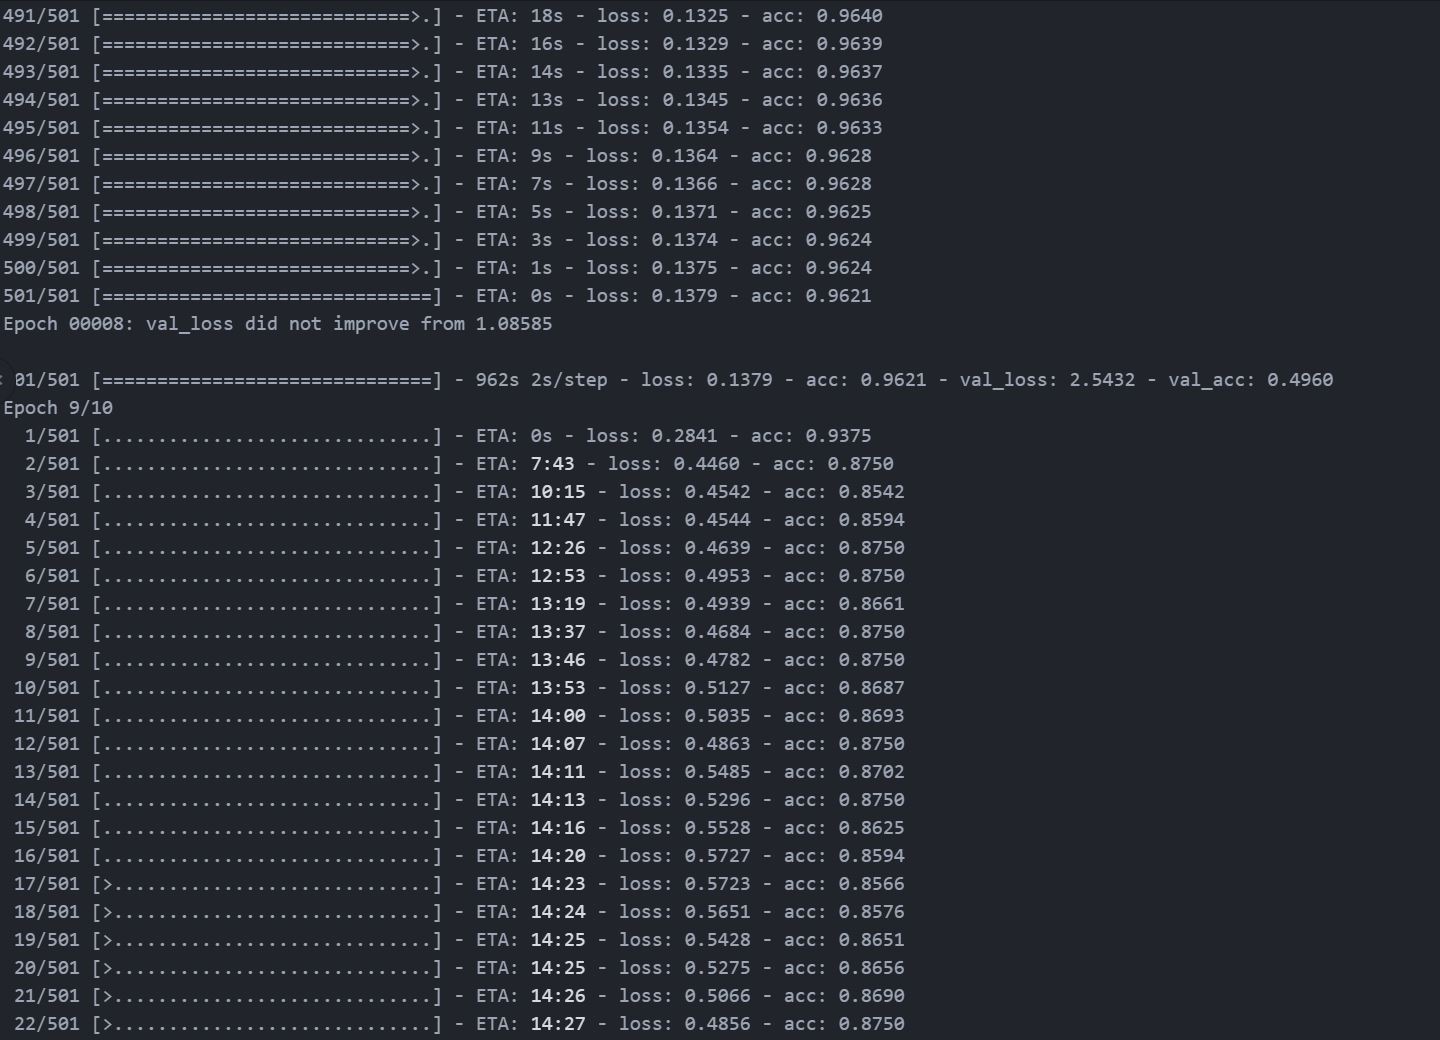 491/501 [============================>.] - ETA: 18s - loss: 0.1325 - acc: 0.9640
492/501 [============================>.] - ETA: 16s - loss: 0.1329 - acc: 0.9639
493/501 [============================>.] - ETA: 14s - loss: 0.1335 - acc: 0.9637
494/501 [============================>.] - ETA: 13s - loss: 0.1345 - acc: 0.9636
495/501 [============================>.] - ETA: 11s - loss: 0.1354 - acc: 0.9633
496/501 [============================>.] - ETA: 9s - loss: 0.1364 - acc: 0.9628
497/501 [============================>.] - ETA: 7s - loss: 0.1366 - acc: 0.9628
498/501 [============================>.] - ETA: 5s - loss: 0.1371 - acc: 0.9625
499/501 [============================>.] - ETA: 3s - loss: 0.1374 - acc: 0.9624
500/501 [============================>.] - ETA: 1s - loss: 0.1375 - acc: 0.9624
501/501 [==============================] - ETA: 0s - loss: 0.1379 - acc: 0.9621
Epoch 00008: val_loss did not improve from 1.08585
01/501 [==============================] - 962s 2s/step - loss: 0.1379 - acc: 0.9621 - val_loss: 2.5432 - val_acc: 0.4960
Epoch 9/10
1/501 [..............................] - ETA: 0s - loss: 0.2841 - acc: 0.9375
2/501 [..............................] - ETA: 7:43 - loss: 0.4460 - acc: 0.8750
3/501 [..............................] - ETA: 10:15 - loss: 0.4542 - acc: 0.8542
4/501 [..............................] - ETA: 11:47 - loss: 0.4544 - acc: 0.8594
5/501 [..............................] - ETA: 12:26 - loss: 0.4639 - acc: 0.8750
6/501 [..............................] - ETA: 12:53 - loss: 0.4953 - acc: 0.8750
7/501 [..............................] - ETA: 13:19 - loss: 0.4939 - acc: 0.8661
8/501 [..............................] - ETA: 13:37 - loss: 0.4684 - acc: 0.8750
9/501 [..............................] - ETA: 13:46 - loss: 0.4782 - acc: 0.8750
10/501 [..............................] - ETA: 13:53 - loss: 0.5127 - acc: 0.8687
11/501 [..............................] - ETA: 14:00 - loss: 0.5035 - acc: 0.8693
12/501 [..............................] - ETA: 14:07 - loss: 0.4863 - acc: 0.8750
13/501 [..............................] - ETA: 14:11 - loss: 0.5485 - acc: 0.8702
14/501 [..............................] - ETA: 14:13 - loss: 0.5296 - acc: 0.8750
15/501 [..............................] - ETA: 14:16 - loss: 0.5528 - acc: 0.8625
16/501 [..............................] - ETA: 14:20 - loss: 0.5727 - acc: 0.8594
17/501 [>.............................] - ETA: 14:23 - loss: 0.5723 - acc: 0.8566
18/501 [>.............................] - ETA: 14:24 - loss: 0.5651 - acc: 0.8576
19/501 [>.............................] - ETA: 14:25 - loss: 0.5428 - acc: 0.8651
20/501 [>.............................] - ETA: 14:25 - loss: 0.5275 - acc: 0.8656
21/501 [>.............................] - ETA: 14:26 - loss: 0.5066 - acc: 0.8690
22/501 [>.............................] - ETA: 14:27 - loss: 0.4856 - acc: 0.8750